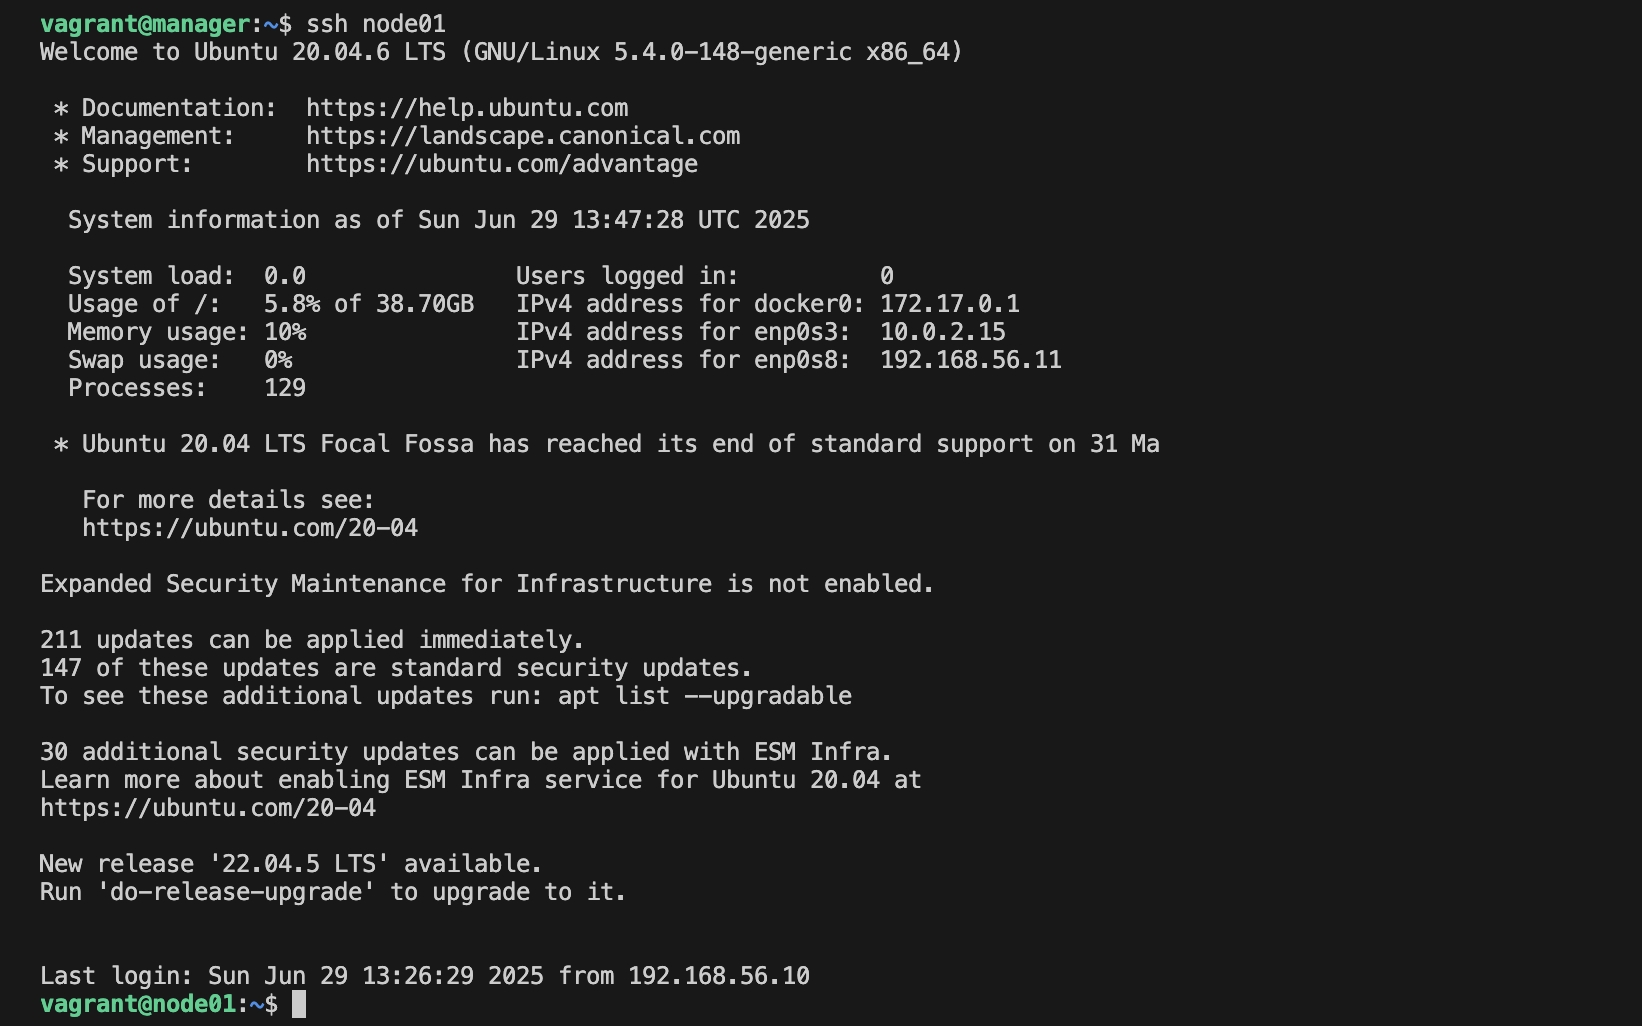 vagrant@manager:~$ ssh node01
Welcome to Ubuntu 20.04.6 LTS (GNU/Linux 5.4.0-148-generic x86_64)

 * Documentation:  https://help.ubuntu.com
 * Management:     https://landscape.canonical.com
 * Support:        https://ubuntu.com/advantage

  System information as of Sun Jun 29 13:47:28 UTC 2025

  System load:  0.0               Users logged in:          0
  Usage of /:   5.8% of 38.70GB   IPv4 address for docker0: 172.17.0.1
  Memory usage: 10%               IPv4 address for enp0s3:  10.0.2.15
  Swap usage:   0%                IPv4 address for enp0s8:  192.168.56.11
  Processes:    129

 * Ubuntu 20.04 LTS Focal Fossa has reached its end of standard support on 31 Ma

   For more details see:
   https://ubuntu.com/20-04

Expanded Security Maintenance for Infrastructure is not enabled.

211 updates can be applied immediately.
147 of these updates are standard security updates.
To see these additional updates run: apt list --upgradable

30 additional security updates can be applied with ESM Infra.
Learn more about enabling ESM Infra service for Ubuntu 20.04 at
https://ubuntu.com/20-04

New release '22.04.5 LTS' available.
Run 'do-release-upgrade' to upgrade to it.


Last login: Sun Jun 29 13:26:29 2025 from 192.168.56.10
vagrant@node01:~$